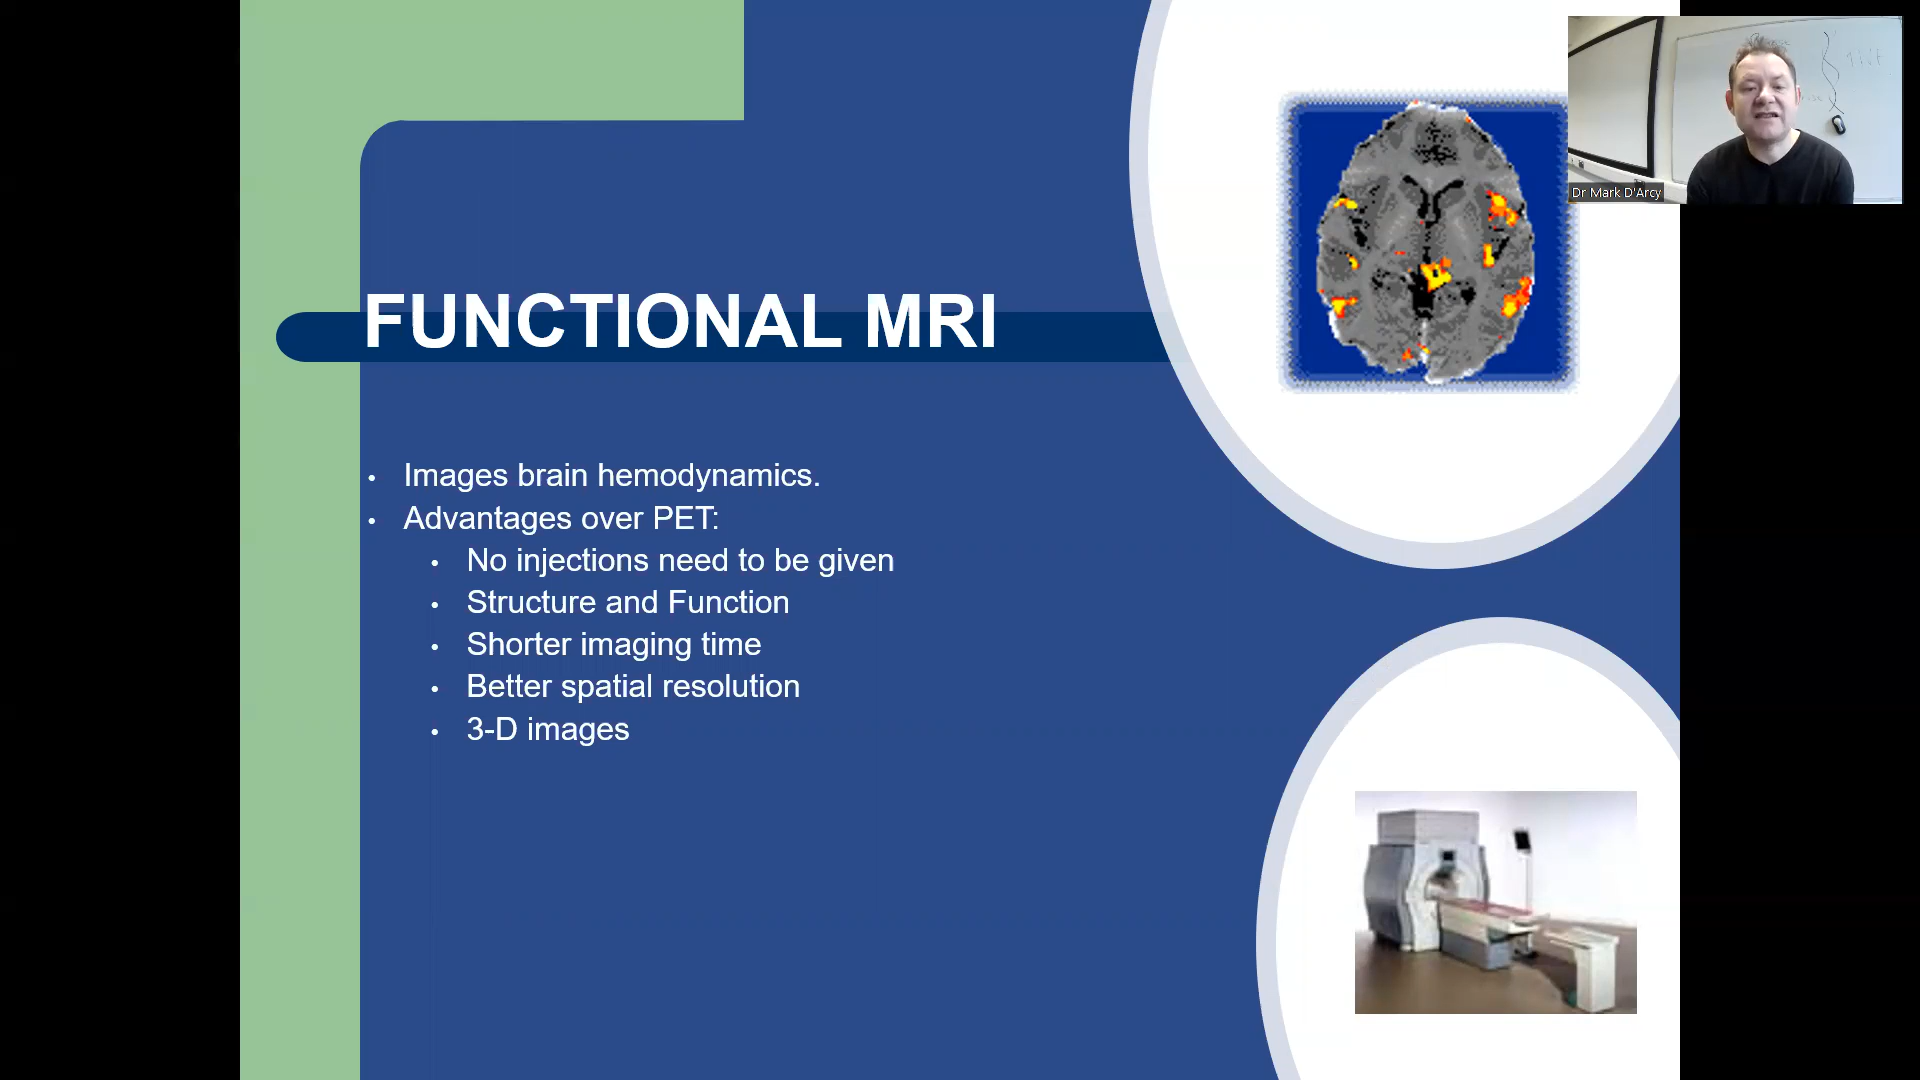 FUNCTIONAL MRI
Images brain hemodynamics.
Advantages over PET:
No injections need to be given
Structure and Function
Shorter imaging time
Better spatial resolution
3-D images
Dr Mark D'Arcy